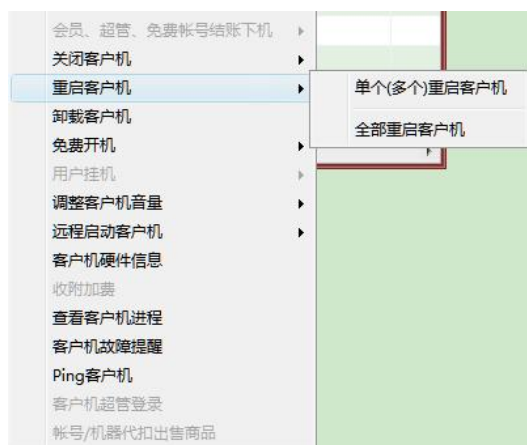 会员、超管、免费帐号结账下机
关闭客户机
重启客户机
单个(多个)重启客户机
全部重启客户机
卸载客户机
免费开机
用户挂机
调整客户机音量
远程启动客户机
客户机硬件信息
收附加费
查看客户机进程
客户机故障提醒
Ping客户机
客户机超管登录
帐号/机器代扣出售商品